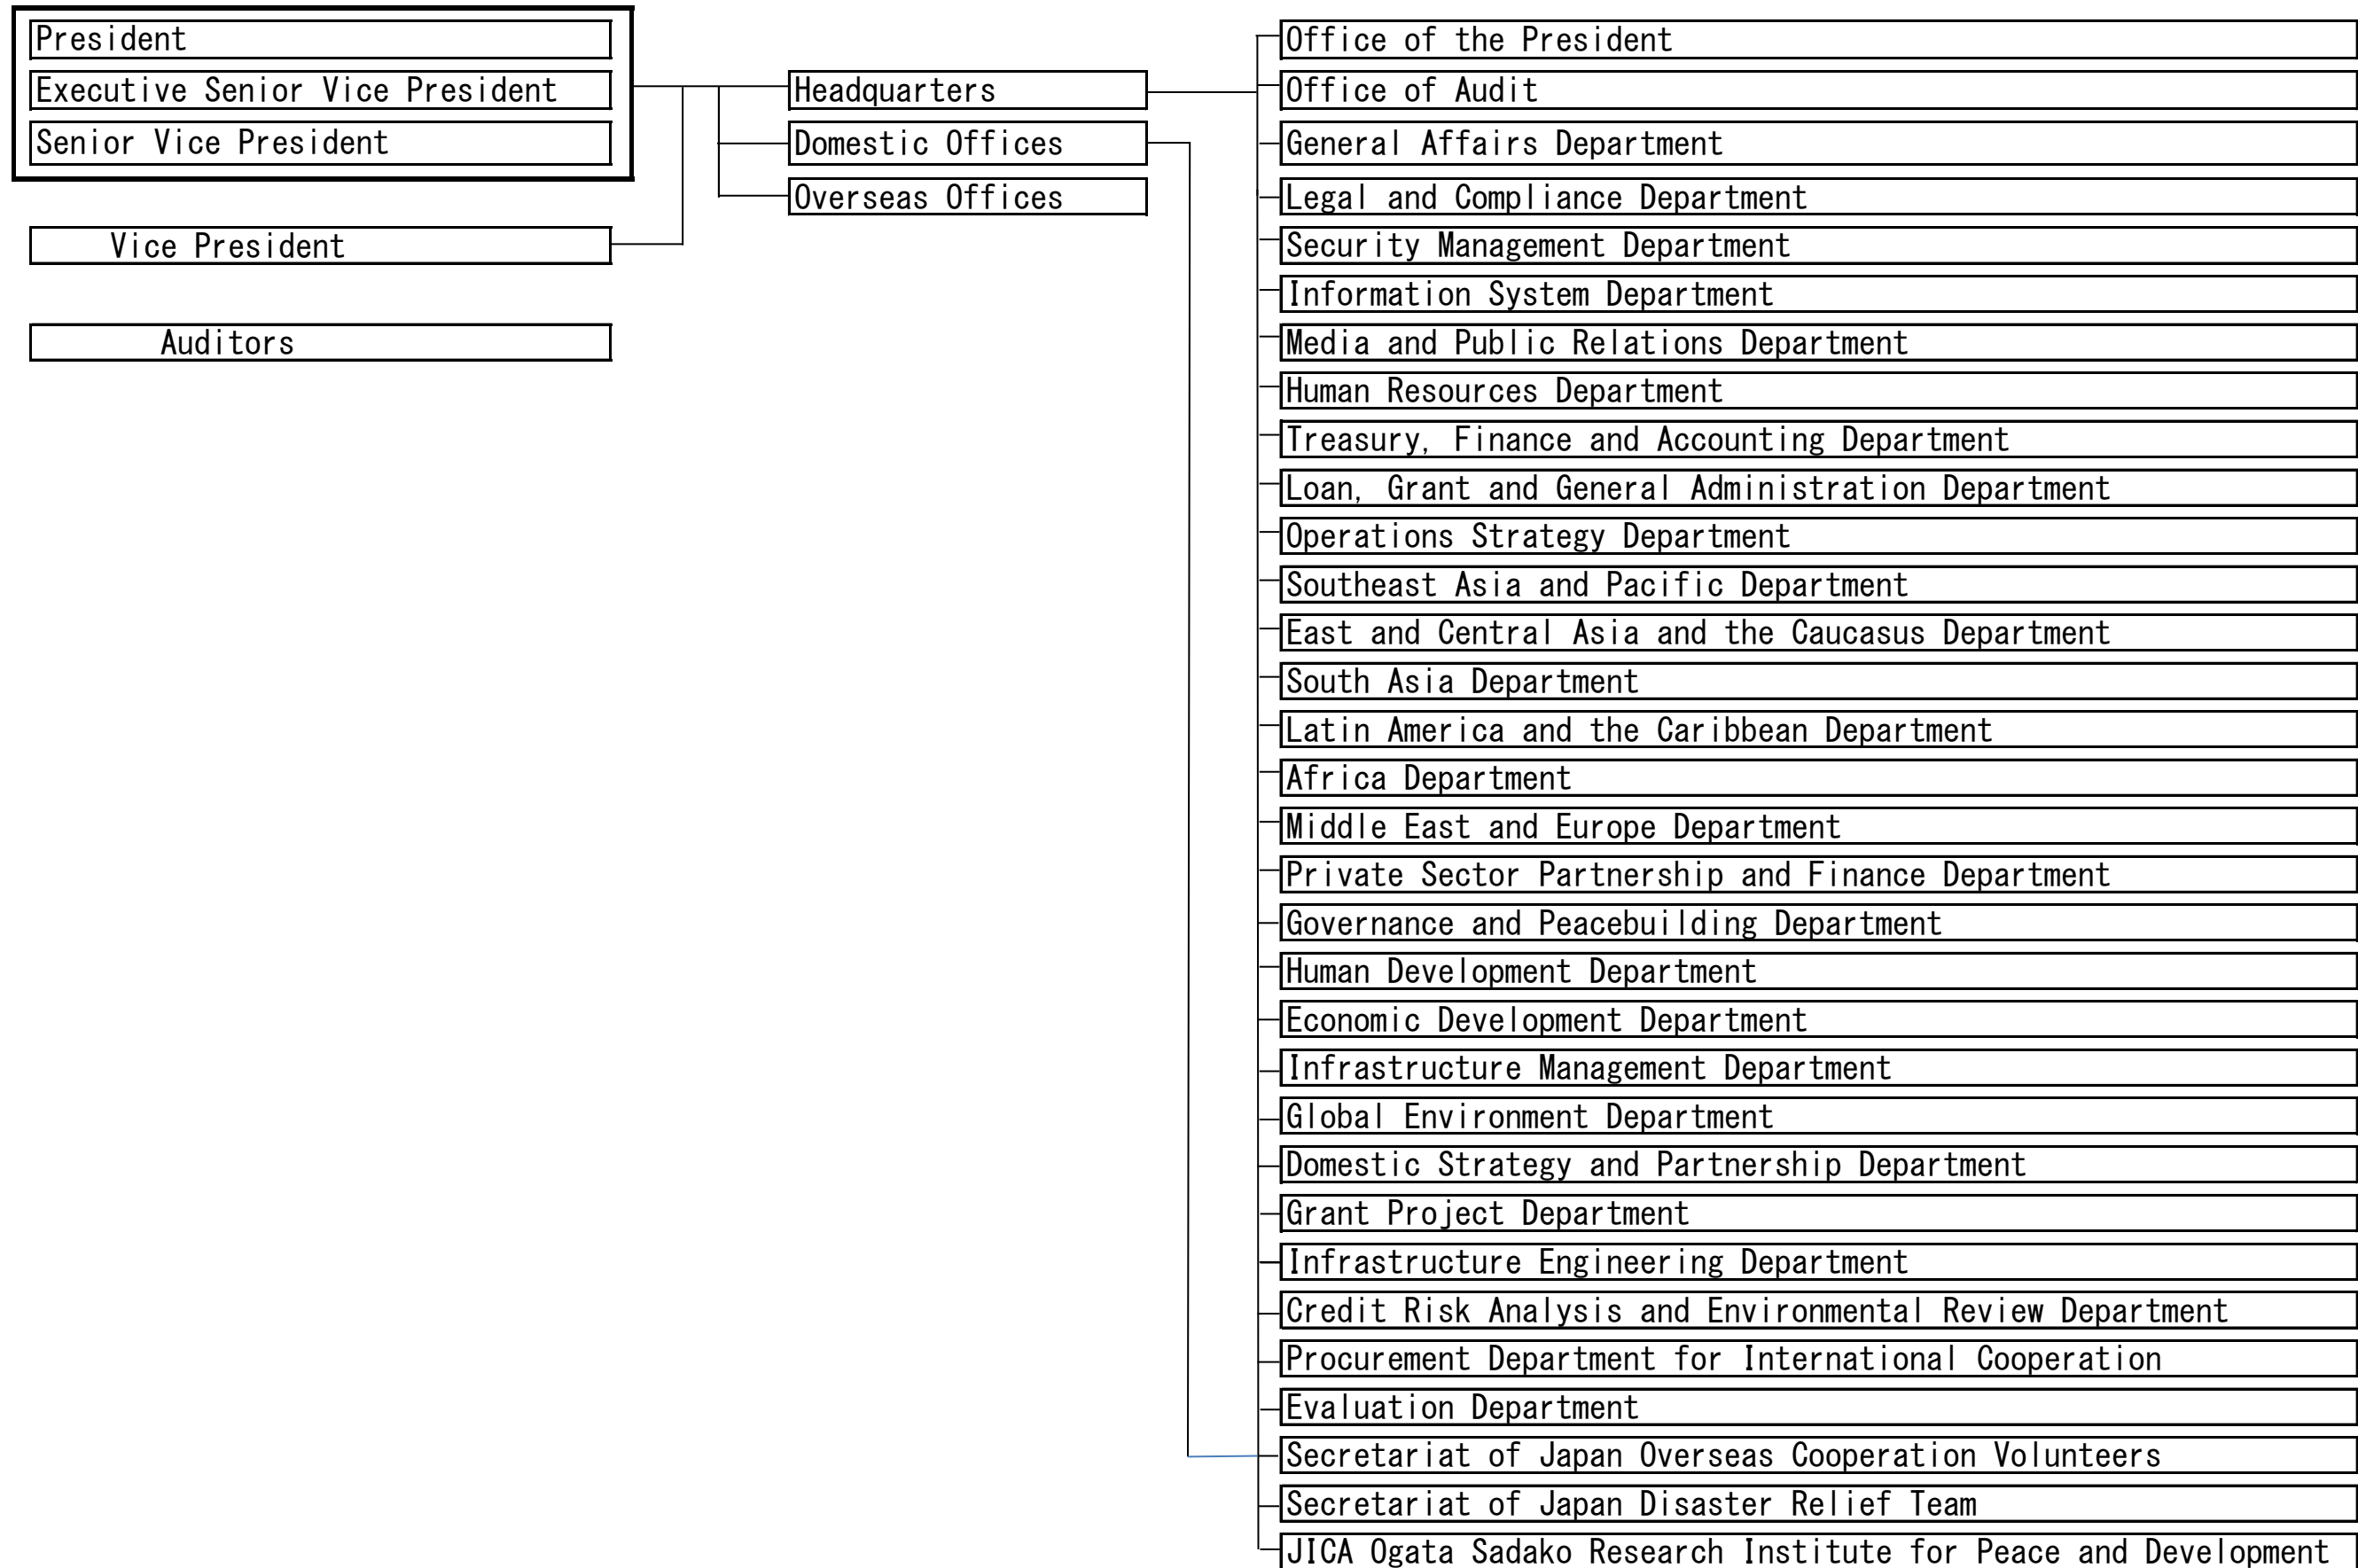 President
Executive Senior Vice President
Senior Vice President
Vice President
Auditors
Headquarters
Domestic Offices
Overseas Offices
Office of the President
Office of Audit
General Affairs Department
Legal and Compliance Department
Security Management Department
Information System Department
Media and Public Relations Department
Human Resources Department
Treasury, Finance and Accounting Department
Loan, Grant and General Administration Department
Operations Strategy Department
Southeast Asia and Pacific Department
East and Central Asia and the Caucasus Department
South Asia Department
Latin America and the Caribbean Department
Africa Department
Middle East and Europe Department
Private Sector Partnership and Finance Department
Governance and Peacebuilding Department
Human Development Department
Economic Development Department
Infrastructure Management Department
Global Environment Department
Domestic Strategy and Partnership Department
Grant Project Department
Infrastructure Engineering Department
Credit Risk Analysis and Environmental Review Department
Procurement Department for International Cooperation
Evaluation Department
Secretariat of Japan Overseas Cooperation Volunteers
Secretariat of Japan Disaster Relief Team
JICA Ogata Sadako Research Institute for Peace and Development